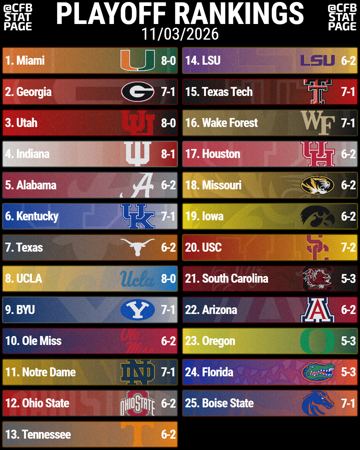 @CFB
STAT
PAGE
PLAYOFF RANKINGS
11/03/2026
@CFB
STAT
PAGE
1. Miami 8-0
2. Georgia G 7-1
3. Utah 8-0
4. Indiana 8-1
5. Alabama A 6-2
6. Kentucky UK 7-1
7. Texas 6-2
8. UCLA Ucla 8-0
9. BYU Y 7-1
10. Ole Miss Ole Miss 6-2
11. Notre Dame ND 7-1
12. Ohio State OHIO STATE 6-2
13. Tennessee T 6-2
14. LSU LSU 6-2
15. Texas Tech T 7-1
16. Wake Forest WF 7-1
17. Houston UH 6-2
18. Missouri 6-2
19. Iowa 6-2
20. USC SC 7-2
21. South Carolina 5-3
22. Arizona A 6-2
23. Oregon O 5-3
24. Florida 5-3
25. Boise State 7-1